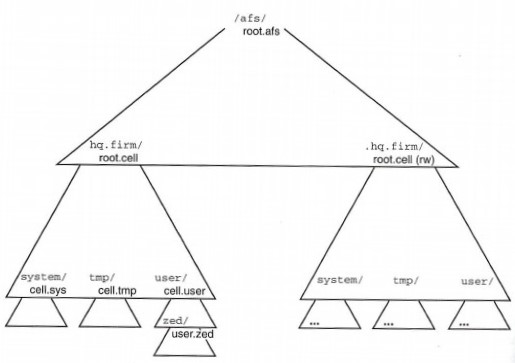 /afs/
root.afs
hq.firm/
root.cell
.hq.firm/
root.cell (rw)
system/
cell.sys
tmp/
cell.tmp
user/
cell.user
system/
tmp/
user/
zed/
user.zed
...
...
...